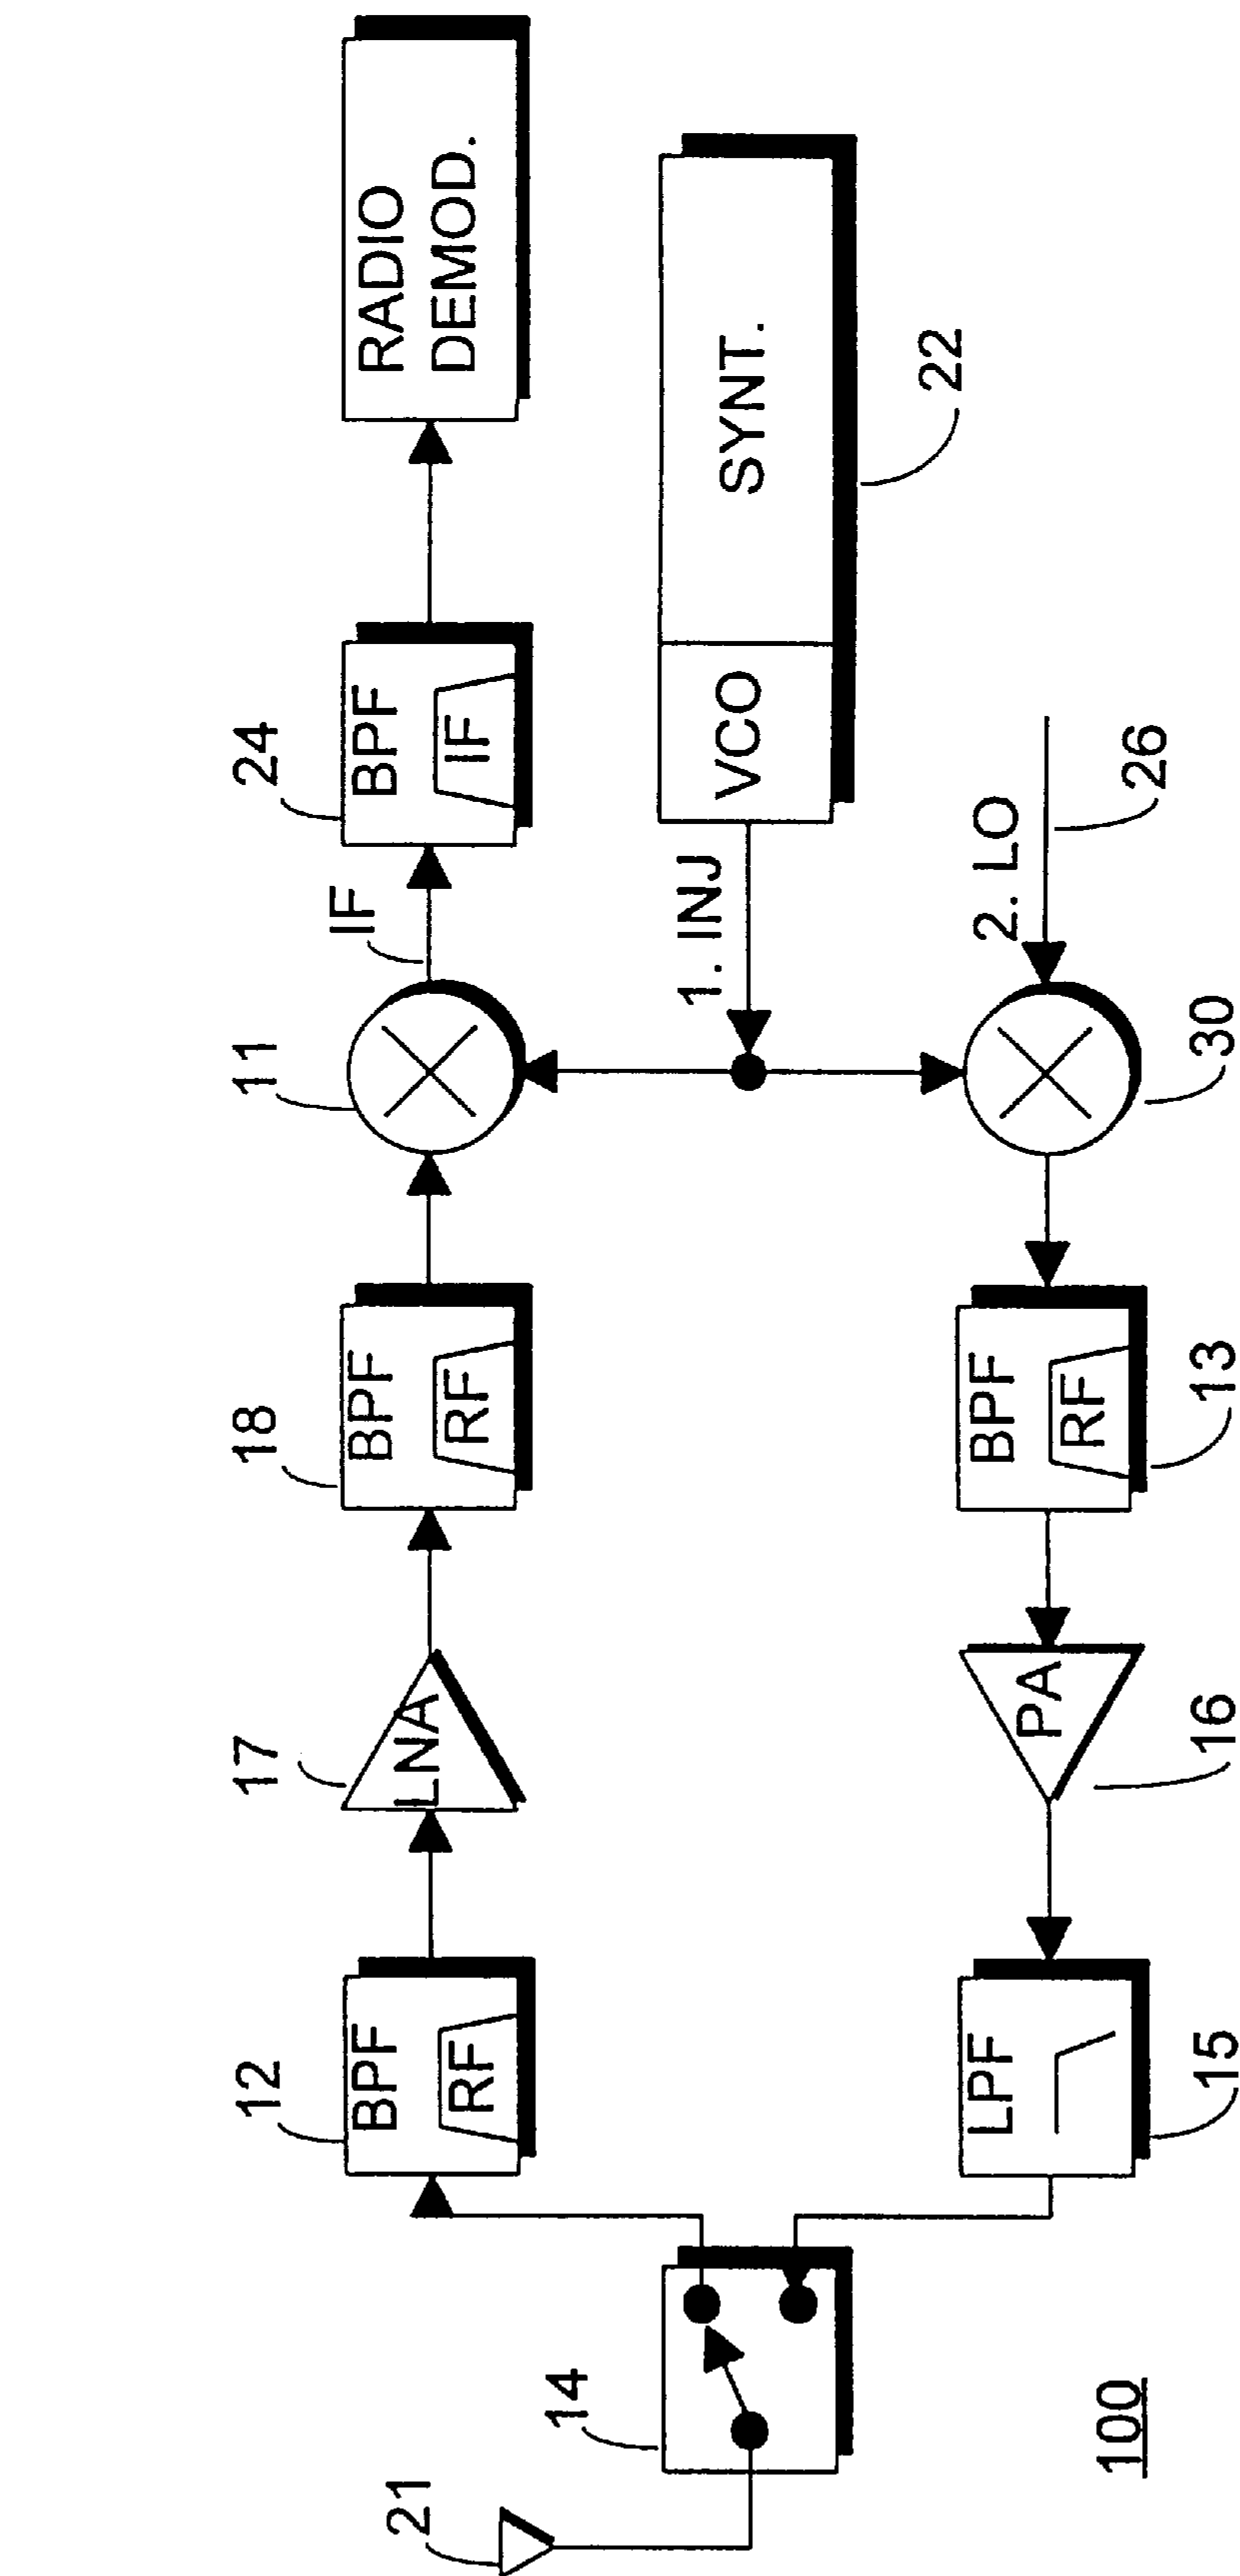 12
17
18
11
24
BPF
RF
LNA
BPF
RF
IF
BPF
IF
RADIO
DEMOD.
21
14
1. INJ
VCO
SYNT.
22
2. LO
26
LPF
PA
BPF
RF
15
16
13
30
100